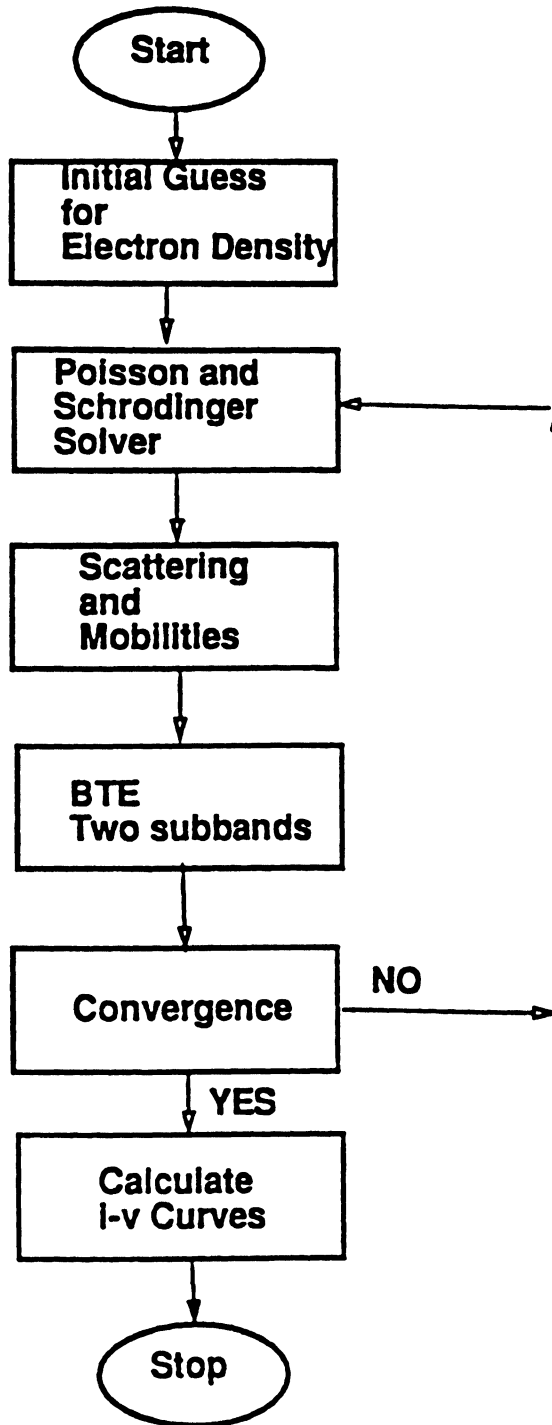 Start
Initial Guess
for
Electron Density
Poisson and
Schrodinger
Solver
Scattering
and
Mobilities
BTE
Two subbands
Convergence
NO
YES
Calculate
I-v Curves
Stop